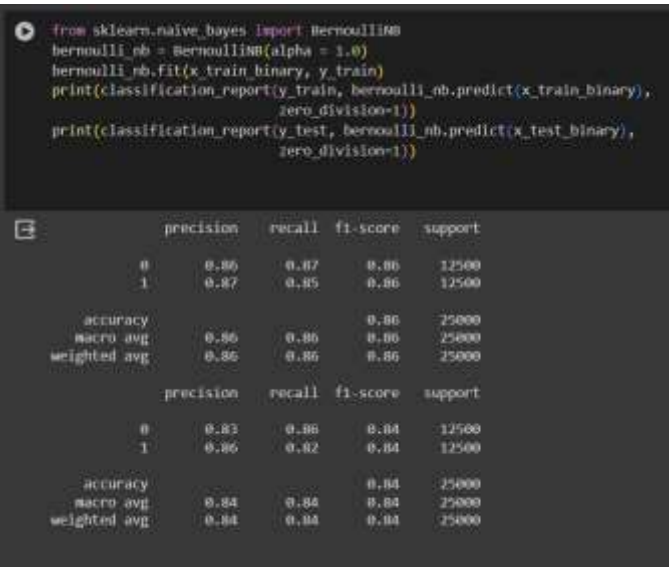 from sklearn.naive_bayes import BernoulliNB
bernoulli_nb = BernoulliNB(alpha = 1.0)
bernoulli_nb.fit(x_train_binary, y_train)
print(classification_report(y_train, bernoulli_nb.predict(x_train_binary),
zero_division=1))
print(classification_report(y_test, bernoulli_nb.predict(x_test_binary),
zero_division=1))
precision recall f1-score support
0 0.86 0.87 0.86 12500
1 0.87 0.85 0.86 12500
accuracy 0.86 25000
macro avg 0.86 0.86 0.86 25000
weighted avg 0.86 0.86 0.86 25000
precision recall f1-score support
0 0.83 0.86 0.84 12500
1 0.86 0.82 0.84 12500
accuracy 0.84 25000
macro avg 0.84 0.84 0.84 25000
weighted avg 0.84 0.84 0.84 25000